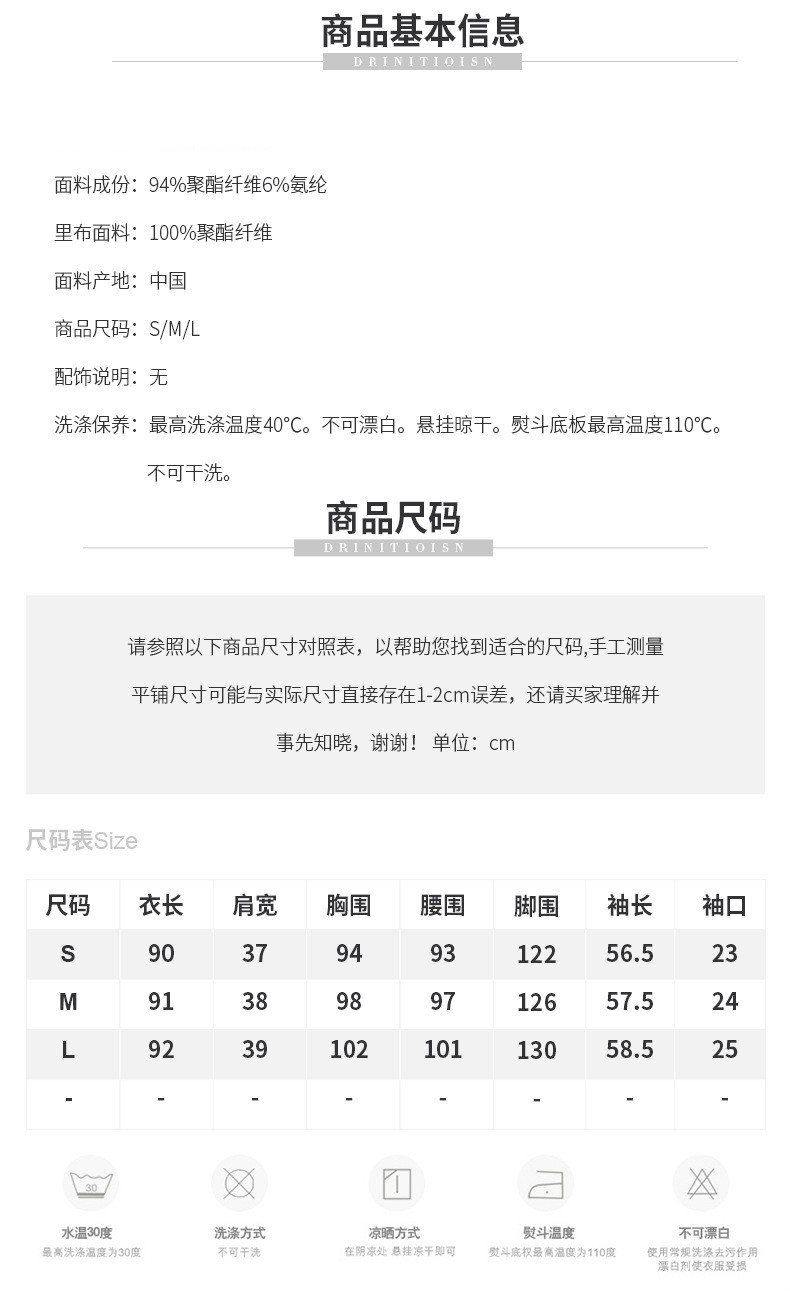 商品基本信息
DRINITIOISN
面料成份：94%聚酯纤维6%氨纶
里布面料：100%聚酯纤维
面料产地：中国
商品尺码：S/M/L
配饰说明：无
洗涤保养：最高洗涤温度40℃。不可漂白。悬挂晾干。熨斗底板最高温度110℃。
不可干洗。
商品尺码
DRINITIOISN
请参照以下商品尺寸对照表，以帮助您找到适合的尺码,手工测量
平铺尺寸可能与实际尺寸直接存在1-2cm误差，还请买家理解并
事先知晓，谢谢！ 单位：cm
尺码表Size
尺码 衣长 肩宽 胸围 腰围 脚围 袖长 袖口
S 90 37 94 93 122 56.5 23
M 91 38 98 97 126 57.5 24
L 92 39 102 101 130 58.5 25
- - - - - - - -
30
水温30度 洗涤方式 凉晒方式 熨斗温度 不可漂白
最高洗涤温度为30度 不可干洗 在阴凉处 悬挂凉干即可 熨斗底权最高温度为110度 使用常规洗涤去污作用
漂白剂使衣服受损